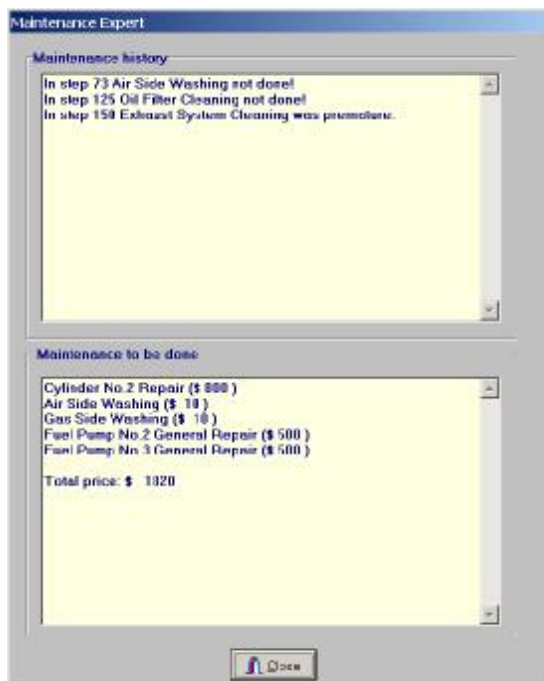 Maintenance Expert
Maintenance history
In step 73 Air Side Washing not done!
In step 125 Oil Filter Cleaning not done!
In step 150 Exhaust System Cleaning was premature.
Maintenance to be done
Cylinder No.2 Repair ($ 800 )
Air Side Washing ($ 10 )
Gas Side Washing ($ 10 )
Fuel Pump No.2 General Repair ($ 500 )
Fuel Pump No.3 General Repair ($ 500 )
Total price: $ 1820
Close